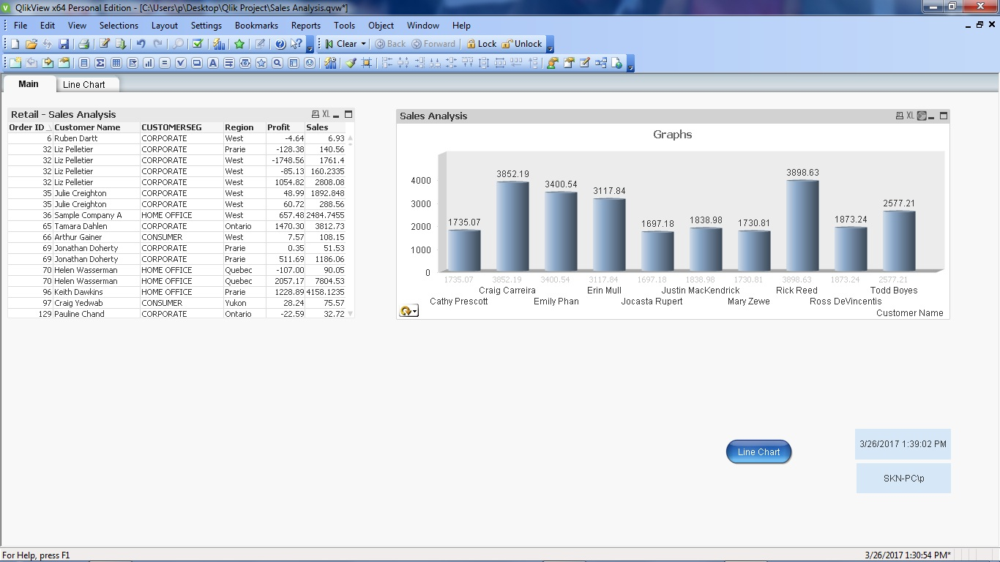 QlikView x64 Personal Edition - [C:\Users\p\Desktop\Qlik Project\Sales Analysis.qvw*]
File Edit View Selections Layout Settings Bookmarks Reports Tools Object Window Help
Clear Back Forward Lock Unlock
Main Line Chart
Retail - Sales Analysis XL
Order ID Customer Name CUSTOMERSEG Region Profit Sales
6 Ruben Dartt CORPORATE West -4.64 6.93
32 Liz Pelletier CORPORATE Prarie -128.38 140.56
32 Liz Pelletier CORPORATE West -1748.56 1761.4
32 Liz Pelletier CORPORATE West -85.13 160.2335
32 Liz Pelletier CORPORATE West 1054.82 2808.08
35 Julie Creighton CORPORATE West 48.99 1892.848
35 Julie Creighton CORPORATE West 60.72 288.56
36 Sample Company A HOME OFFICE West 657.48 2484.7455
65 Tamara Dahlen CORPORATE Ontario 1470.30 3812.73
66 Arthur Gainer CONSUMER West 7.57 108.15
69 Jonathan Doherty CORPORATE Prarie 0.35 51.53
69 Jonathan Doherty CORPORATE Prarie 511.69 1186.06
70 Helen Wasserman HOME OFFICE Quebec -107.00 90.05
70 Helen Wasserman HOME OFFICE Quebec 2057.17 7804.53
96 Keith Dawkins HOME OFFICE Prarie 1228.89 4158.1235
97 Craig Yedwab CONSUMER Yukon 28.24 75.57
129 Pauline Chand CORPORATE Ontario -22.59 32.72
Sales Analysis XL
Graphs
4000
3000
2000
1000
0
1735.07 3852.19 3400.54 3117.84 1697.18 1838.98 1730.81 3898.63 1873.24 2577.21
1735.07 3852.19 3400.54 3117.84 1697.18 1838.98 1730.81 3898.63 1873.24 2577.21
Craig Carreira Erin Mull Justin MacKendrick Rick Reed Todd Boyes
Cathy Prescott Emily Phan Jocasta Rupert Mary Zewe Ross DeVincentis
Customer Name
Line Chart
3/26/2017 1:39:02 PM
SKN-PC\p
For Help, press F1
3/26/2017 1:30:54 PM*